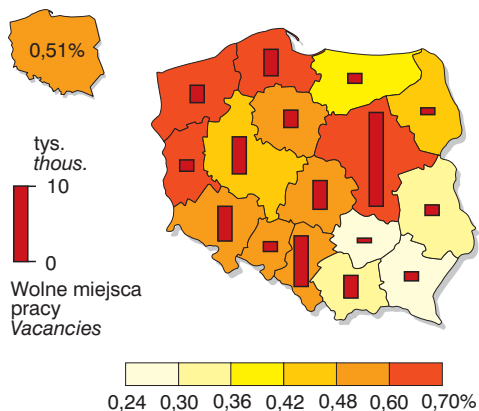 0,51%
tys.
thous.
10
0
Wolne miejsca
pracy
Vacancies
0,24 0,30 0,36 0,42 0,48 0,60 0,70%